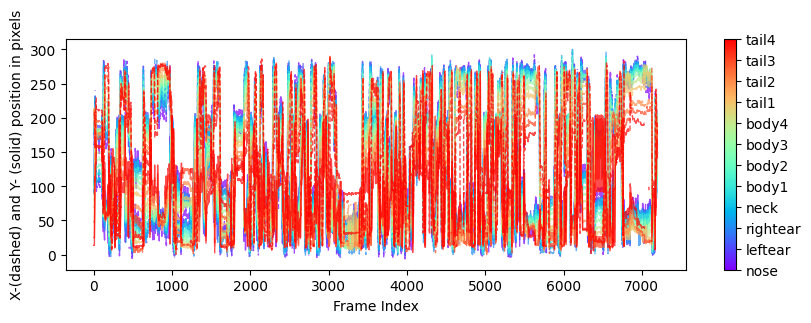 X-(dashed) and Y- (solid) position in pixels
300
250
200
150
100
50
0
0 1000 2000 3000 4000 5000 6000 7000
Frame Index
tail4
tail3
tail2
tail1
body4
body3
body2
body1
neck
rightear
leftear
nose